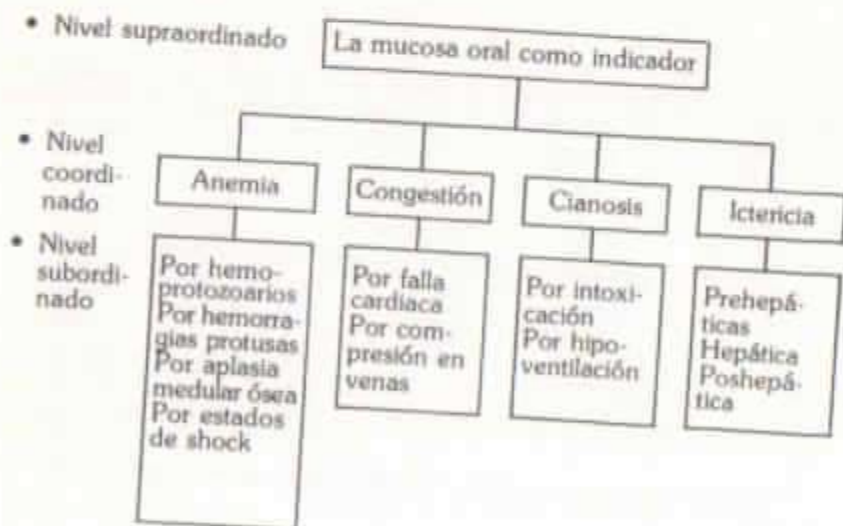 • Nivel supraordinado
La mucosa oral como indicador
• Nivel
coordi-
nado
Anemia
Congestión
Cianosis
Ictericia
• Nivel
subordi-
nado
Por hemo-
protozoarios
Por hemorra-
gias protusas
Por aplasia
medular ósea
Por estados
de shock
Por falla
cardiaca
Por com-
presión en
venas
Por intoxi-
cación
Por hipo-
ventilación
Prehepá-
ticas
Hepática
Poshepá-
tica